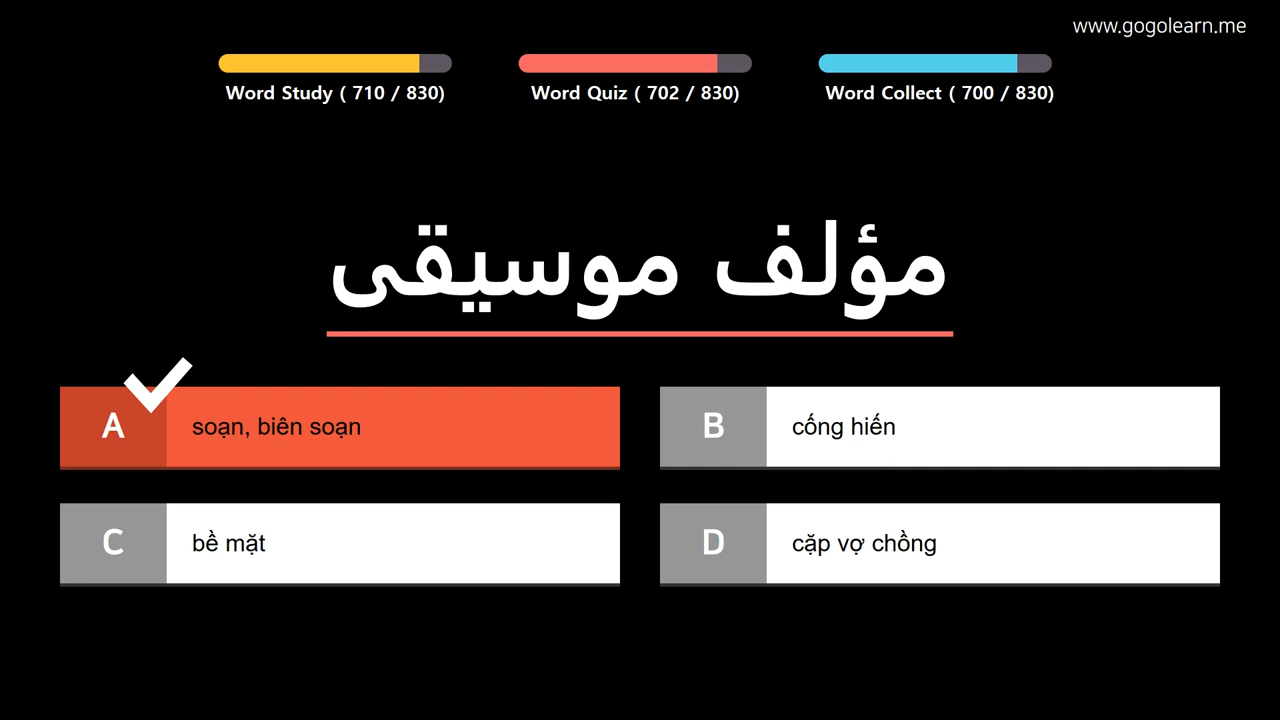 www.gogolearn.me
Word Study ( 710 / 830)
Word Quiz ( 702 / 830)
Word Collect ( 700 / 830)
مؤلف موسيقى
A
soạn, biên soạn
B
cống hiến
C
bề mặt
D
cặp vợ chồng